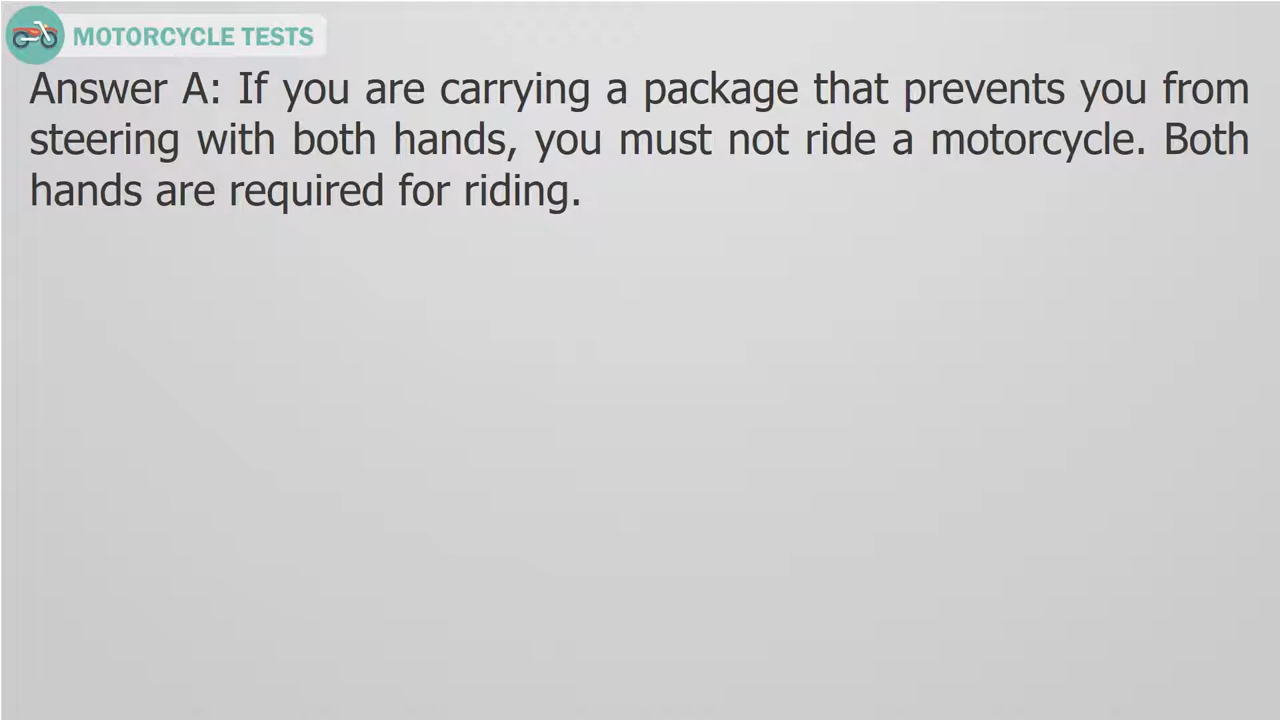 MOTORCYCLE TESTS
Answer A: If you are carrying a package that prevents you from
steering with both hands, you must not ride a motorcycle. Both
hands are required for riding.